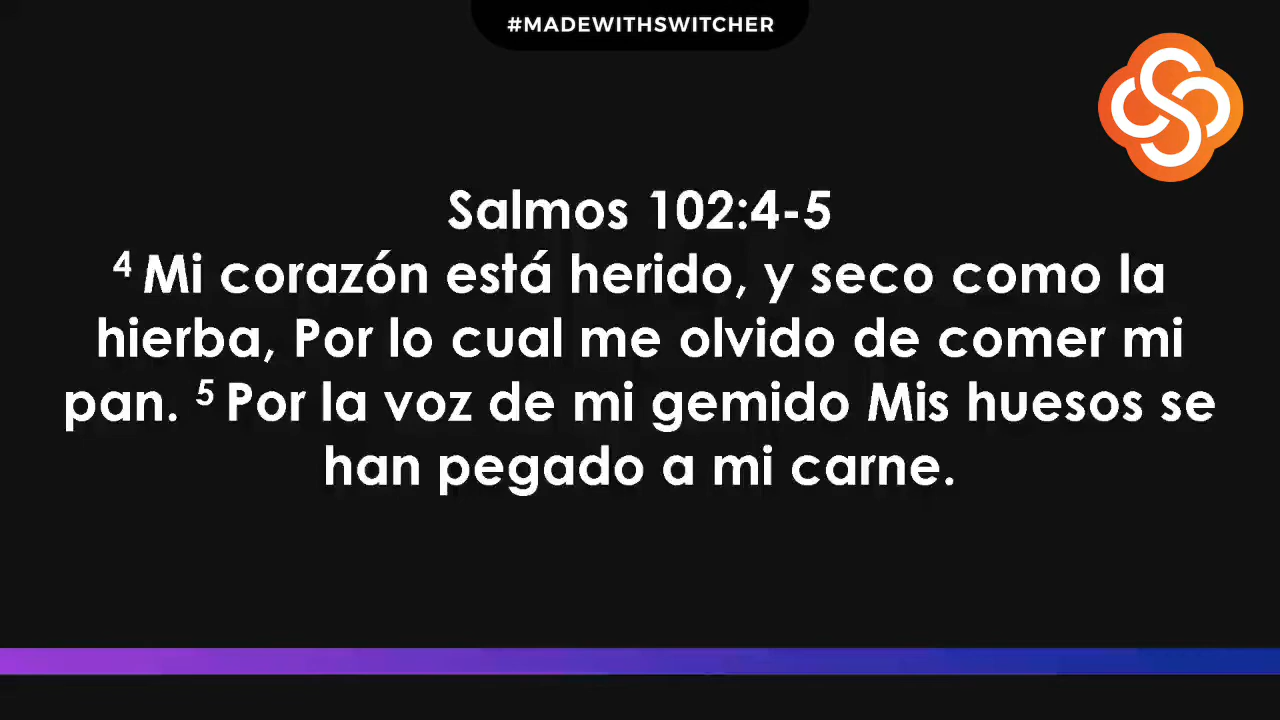 #MADEWITHSWITCHER
Salmos 102:4-5
4 Mi corazón está herido, y seco como la
hierba, Por lo cual me olvido de comer mi
pan. 5 Por la voz de mi gemido Mis huesos se
han pegado a mi carne.